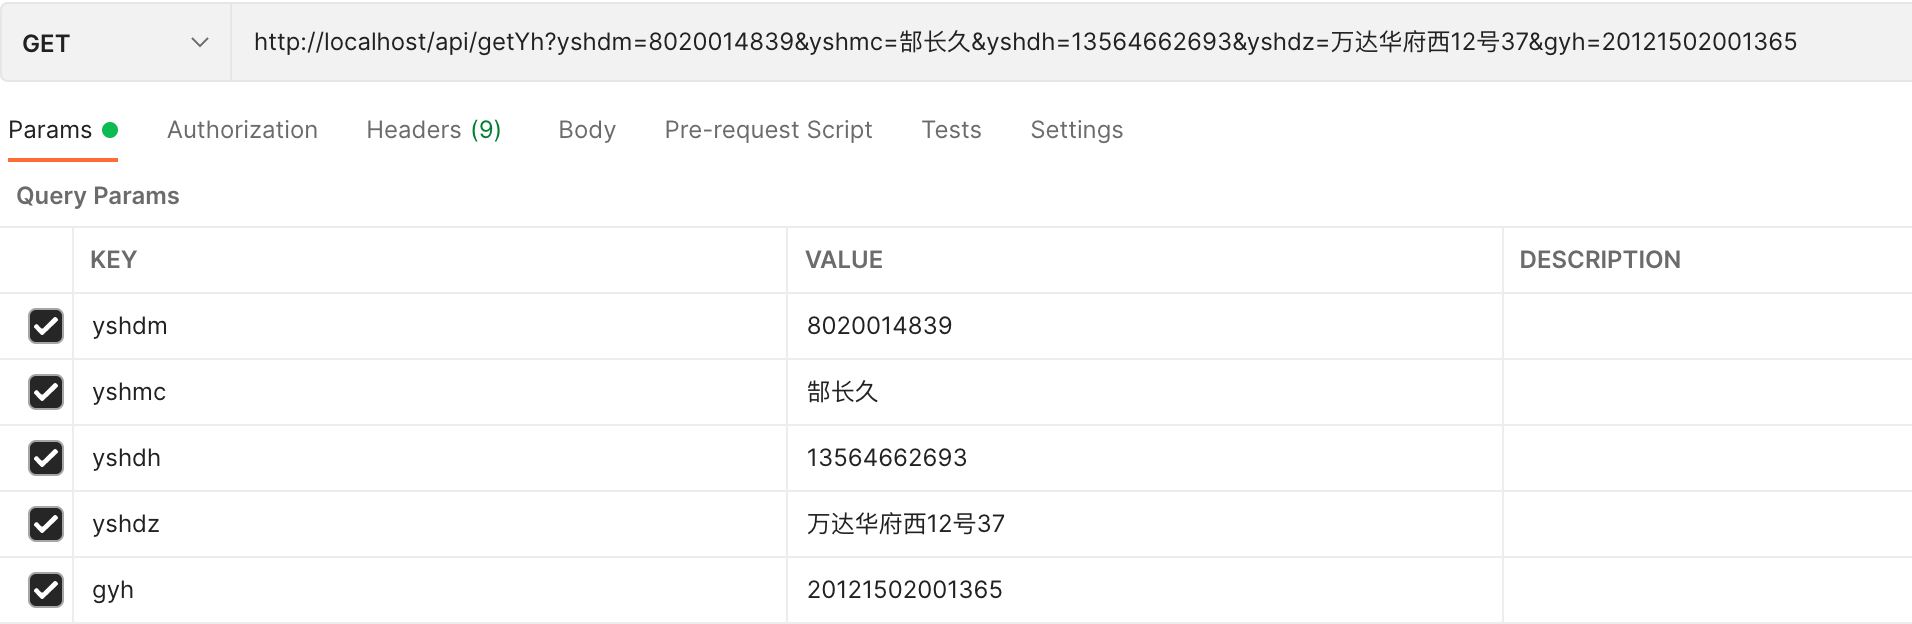 GET http://localhost/api/getYh?yshdm=8020014839&yshmc=郜长久&yshdh=13564662693&yshdz=万达华府西12号37&gyh=20121502001365
Params Authorization Headers (9) Body Pre-request Script Tests Settings
Query Params
KEY VALUE DESCRIPTION
yshdm 8020014839
yshmc 郜长久
yshdh 13564662693
yshdz 万达华府西12号37
gyh 20121502001365